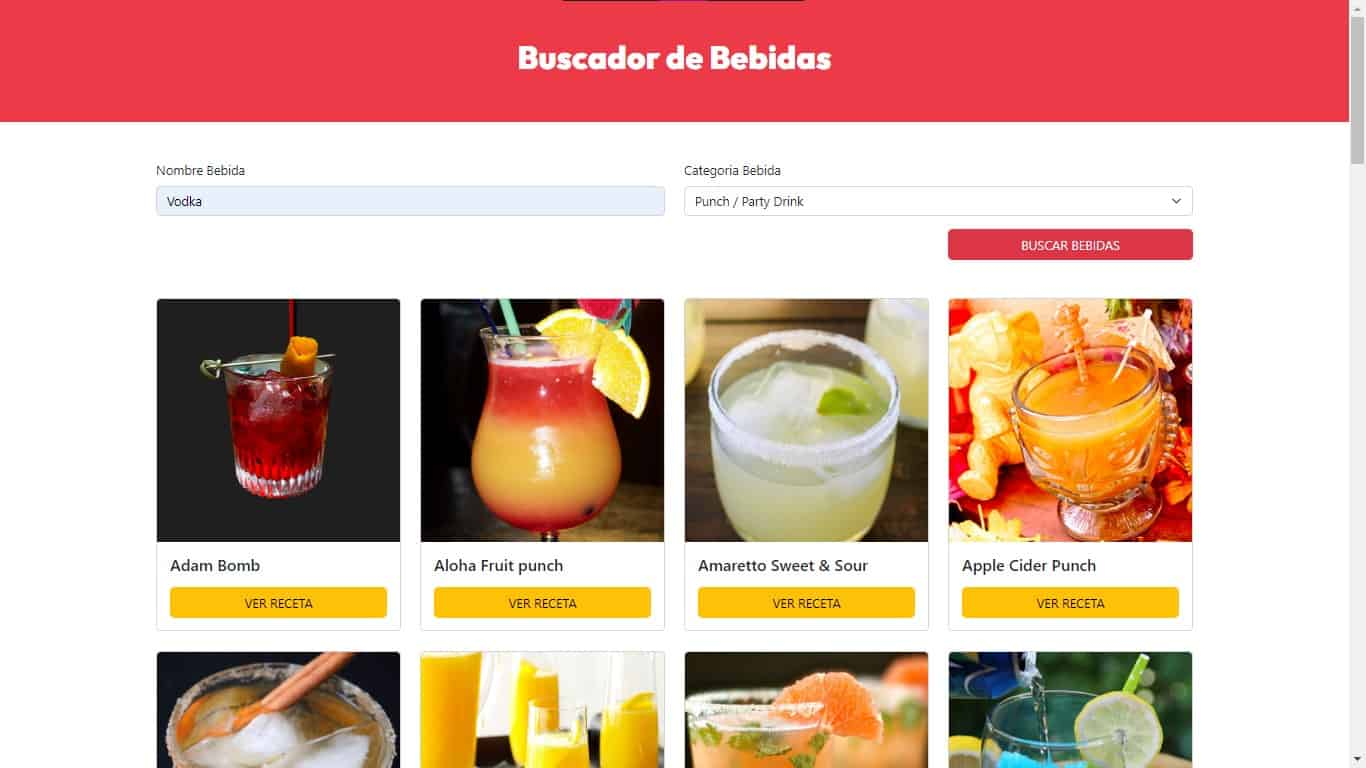 Buscador de Bebidas
Nombre Bebida
Categoria Bebida
Vodka
Punch / Party Drink
BUSCAR BEBIDAS
Adam Bomb
Aloha Fruit punch
Amaretto Sweet & Sour
Apple Cider Punch
VER RECETA
VER RECETA
VER RECETA
VER RECETA